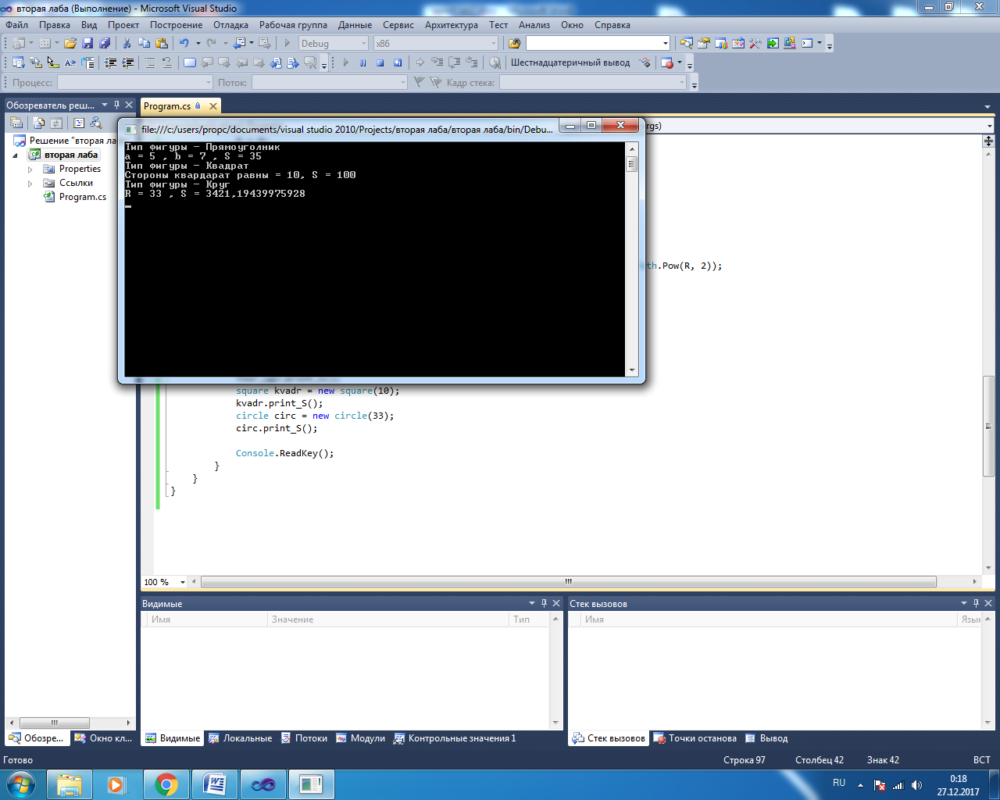 вторая лаба (Выполнение) - Microsoft Visual Studio
Файл Правка Вид Проект Построение Отладка Рабочая группа Данные Сервис Архитектура Тест Анализ Окно Справка
Debug x86
Шестнадцатеричный вывод
Процесс: Поток: Кадр стека:
Обозреватель реш...
Program.cs
file:///c:/users/propc/documents/visual studio 2010/Projects/вторая лаба/вторая лаба/bin/Debu...
rgs)
Решение "вторая ла
вторая лаба
Properties
Ссылки
Program.cs
Тип фигуры - Прямоуголник
a = 5 , b = 7 , S = 35
Тип фигуры - Квадрат
Стороны квардарат равны = 10, S = 100
Тип фигуры - Круг
R = 33 , S = 3421,19439975928
th.Pow(R, 2));
square kvadr = new square(10);
kvadr.print_S();
circle circ = new circle(33);
circ.print_S();
Console.ReadKey();
}
}
}
100 %
Видимые
Имя Значение Тип
Стек вызовов
Имя Язык
Обозре... Окно кл...
Видимые Локальные Потоки Модули Контрольные значения 1
Стек вызовов Точки останова Вывод
Готово Строка 97 Столбец 42 Знак 42 ВСТ
RU
0:18
27.12.2017